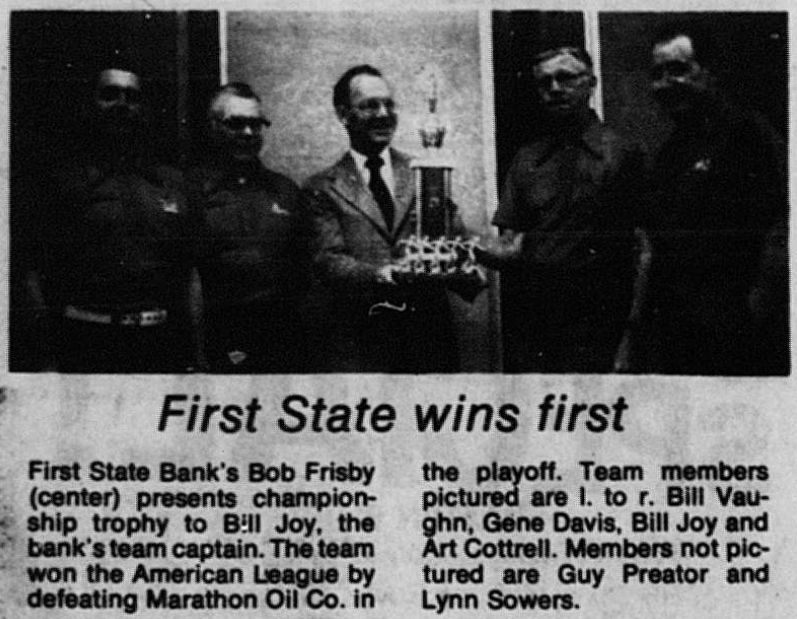 First State wins first
First State Bank's Bob Frisby
(center) presents champion-
ship trophy to Bill Joy, the
bank's team captain. The team
won the American League by
defeating Marathon Oil Co. in
the playoff. Team members
pictured are l. to r. Bill Vau-
ghn, Gene Davis, Bill Joy and
Art Cottrell. Members not pic-
tured are Guy Preator and
Lynn Sowers.